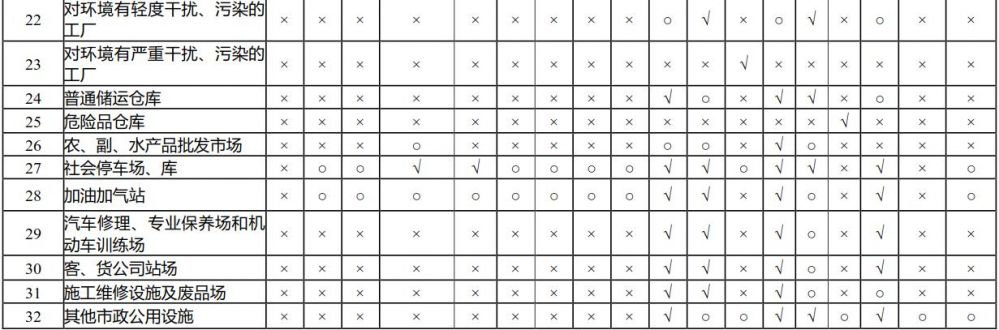 22 对环境有轻度干扰、污染的 × × × × × × × × × ○ √ × ○ √ × ○ × ×
工厂
23 对环境有严重干扰、污染的 × × × × × × × × × × × √ × × × × × ×
工厂
24 普通储运仓库 × × × × × × × × × √ ○ × √ √ × ○ × ×
25 危险品仓库 × × × × × × × × × × × × × × √ × × ×
26 农、副、水产品批发市场 × × × ○ × × × × × ○ ○ × √ ○ × × × ×
27 社会停车场、库 × ○ ○ √ √ ○ ○ ○ ○ √ √ ○ √ √ × √ × ○
28 加油加气站 × ○ ○ ○ ○ ○ ○ ○ ○ √ √ × √ ○ × √ × ○
29 汽车修理、专业保养场和机 × × × × × × × × × √ √ × √ ○ × √ × ×
动车训练场
30 客、货公司站场 × × × × × × × × × √ √ × √ ○ × √ × ×
31 施工维修设施及废品场 × × × × × × × × × √ √ × √ ○ × ○ × ×
32 其他市政公用设施 × × × × × × × × × √ ○ ○ √ √ ○ √ ○ ○